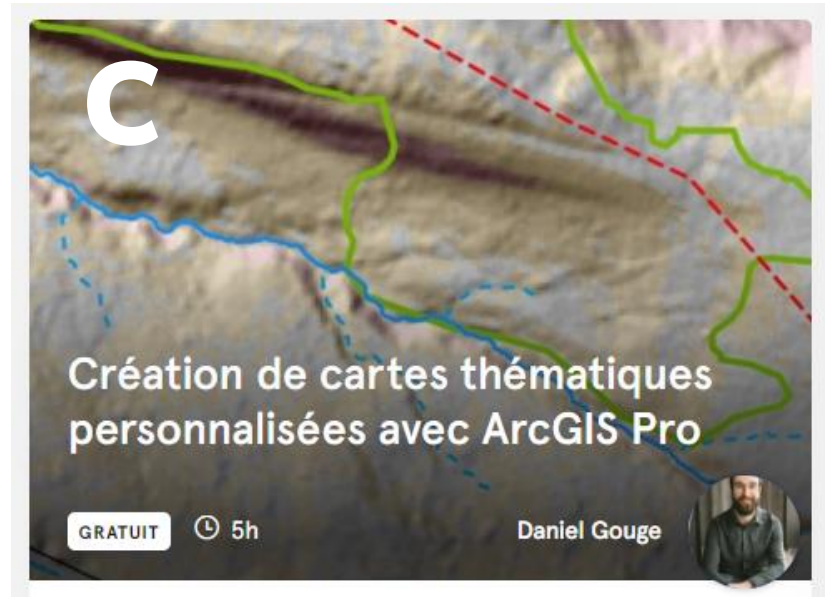 C
Création de cartes thématiques
personnalisées avec ArcGIS Pro
GRATUIT 5h Daniel Gouge